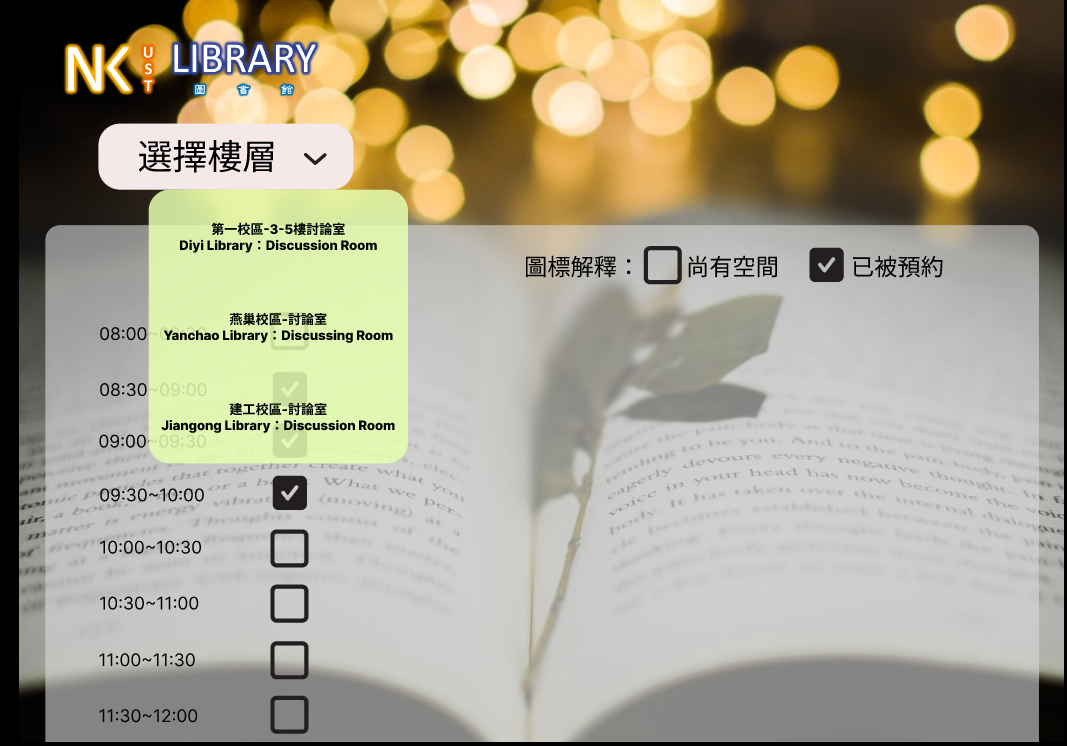 NKUST LIBRARY
圖書館
選擇樓層
第一校區-3-5樓討論室
Diyi Library：Discussion Room
圖標解釋： 尚有空間 已被預約
燕巢校區-討論室
Yanchao Library：Discussing Room
08:00~08:30
08:30~09:00
建工校區-討論室
Jiangong Library：Discussion Room
09:00~09:30
09:30~10:00
10:00~10:30
10:30~11:00
11:00~11:30
11:30~12:00